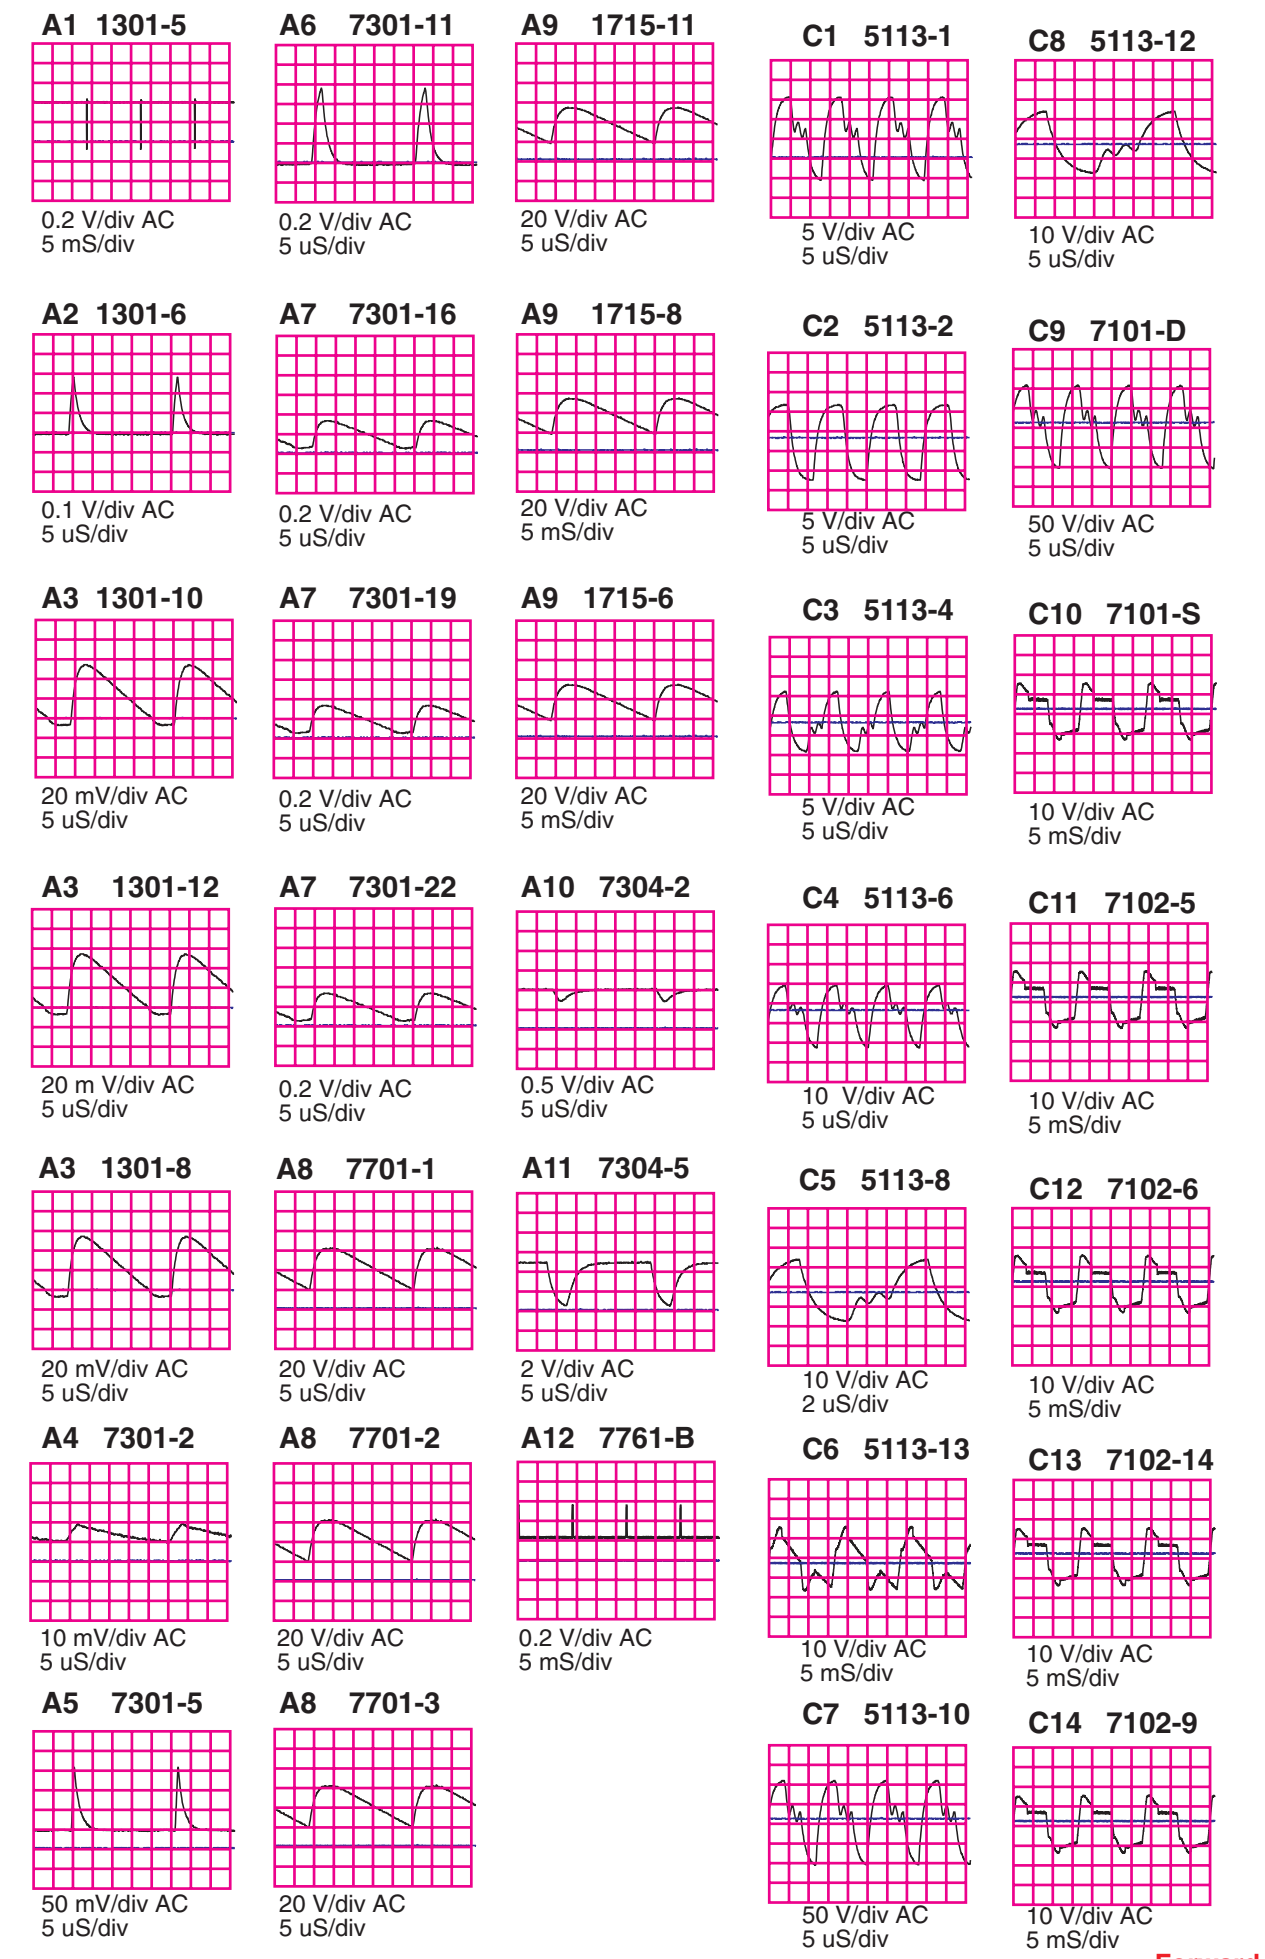 A1 1301-5
0.2 V/div AC
5 mS/div
A2 1301-6
0.1 V/div AC
5 uS/div
A3 1301-10
20 mV/div AC
5 uS/div
A3 1301-12
20 m V/div AC
5 uS/div
A3 1301-8
20 mV/div AC
5 uS/div
A4 7301-2
10 mV/div AC
5 uS/div
A5 7301-5
50 mV/div AC
5 uS/div
A6 7301-11
0.2 V/div AC
5 uS/div
A7 7301-16
0.2 V/div AC
5 uS/div
A7 7301-19
0.2 V/div AC
5 uS/div
A7 7301-22
0.2 V/div AC
5 uS/div
A8 7701-1
20 V/div AC
5 uS/div
A8 7701-2
20 V/div AC
5 uS/div
A8 7701-3
20 V/div AC
5 uS/div
A9 1715-11
20 V/div AC
5 uS/div
A9 1715-8
20 V/div AC
5 mS/div
A9 1715-6
20 V/div AC
5 mS/div
A10 7304-2
0.5 V/div AC
5 uS/div
A11 7304-5
2 V/div AC
5 uS/div
A12 7761-B
0.2 V/div AC
5 mS/div
C1 5113-1
5 V/div AC
5 uS/div
C2 5113-2
5 V/div AC
5 uS/div
C3 5113-4
5 V/div AC
5 uS/div
C4 5113-6
10 V/div AC
5 uS/div
C5 5113-8
10 V/div AC
2 uS/div
C6 5113-13
10 V/div AC
5 mS/div
C7 5113-10
50 V/div AC
5 uS/div
C8 5113-12
10 V/div AC
5 uS/div
C9 7101-D
50 V/div AC
5 uS/div
C10 7101-S
10 V/div AC
5 mS/div
C11 7102-5
10 V/div AC
5 mS/div
C12 7102-6
10 V/div AC
5 mS/div
C13 7102-14
10 V/div AC
5 mS/div
C14 7102-9
10 V/div AC
5 mS/div